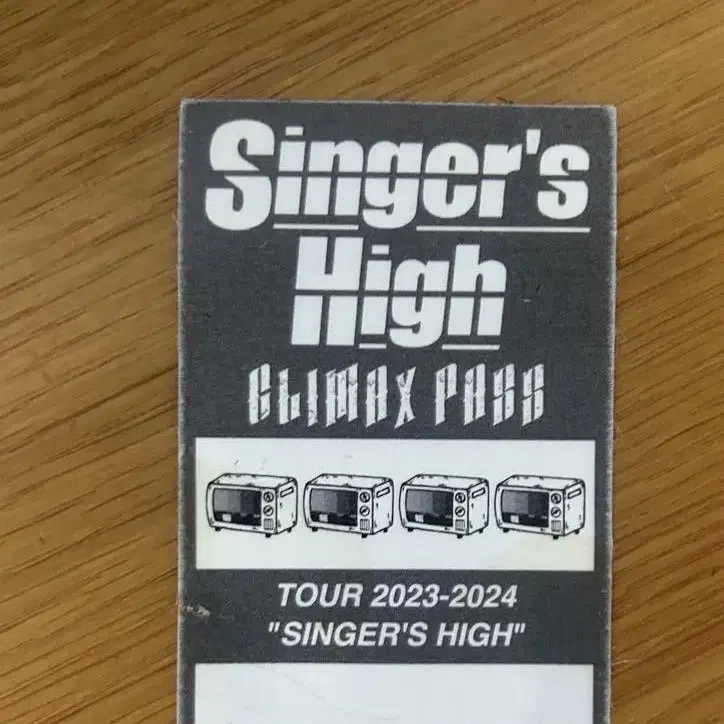 Singer's
High
CLIMAX PASS
TOUR 2023-2024
"SINGER'S HIGH"